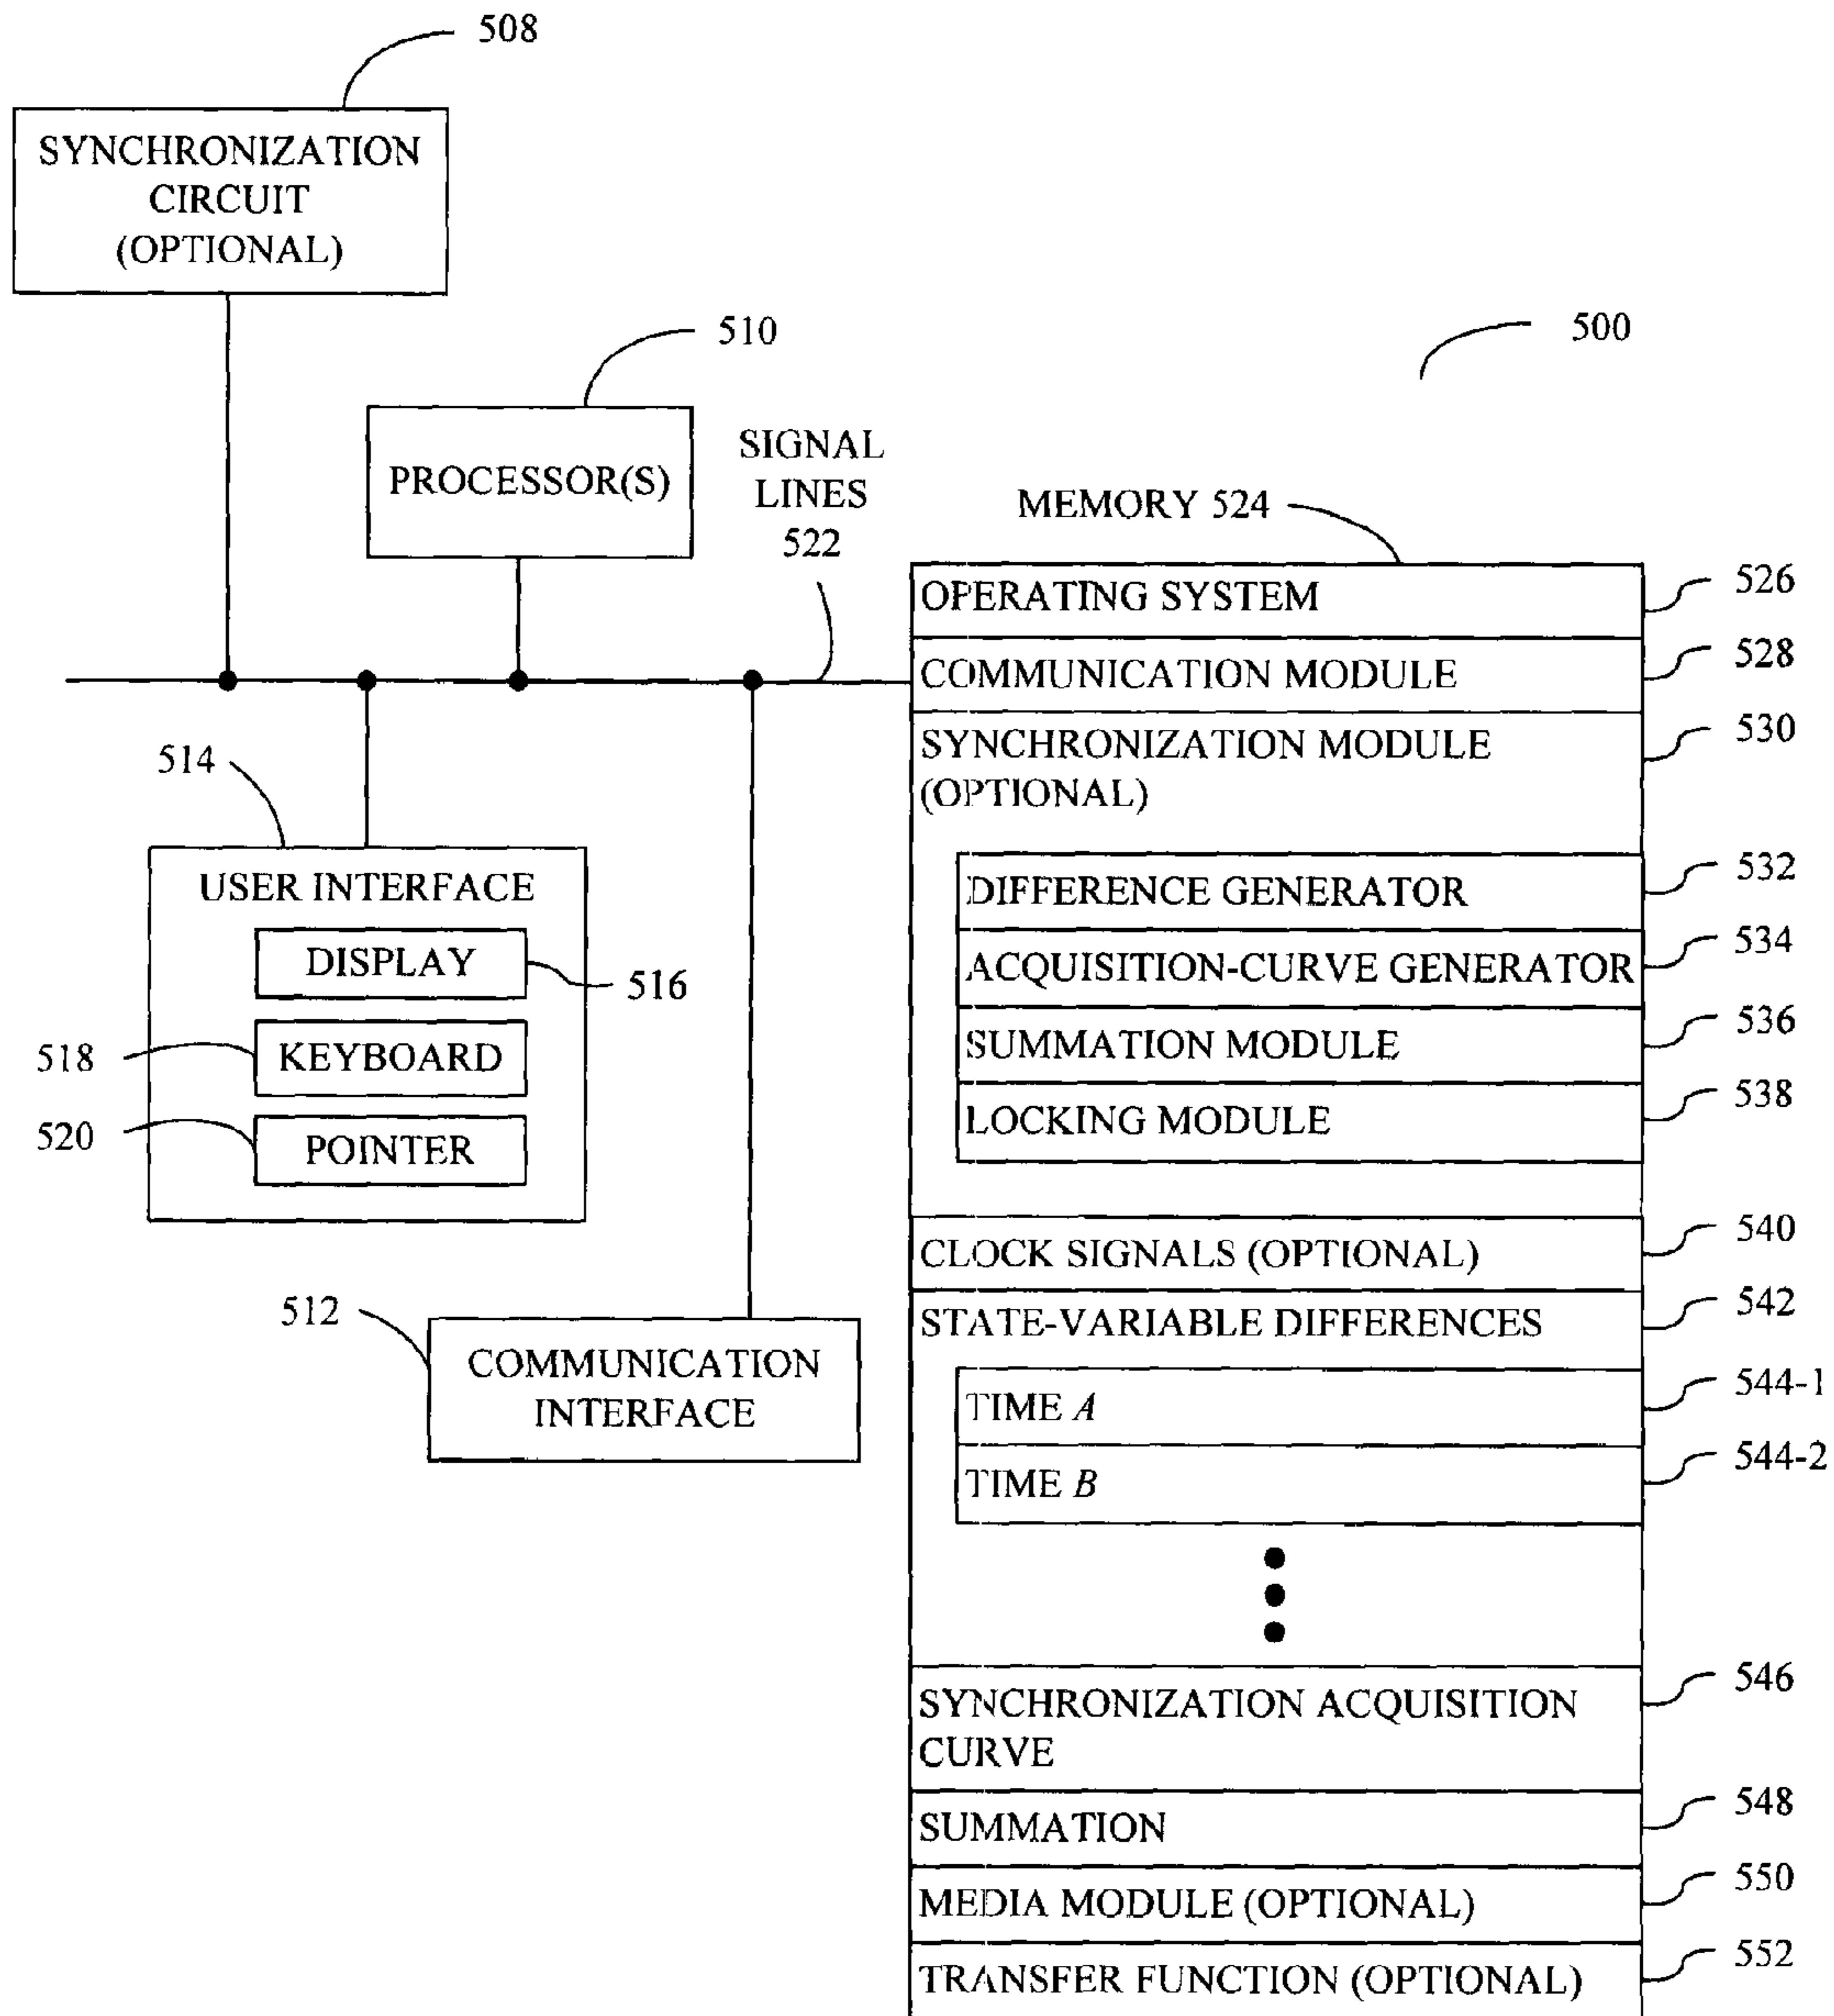 508
SYNCHRONIZATION
CIRCUIT
(OPTIONAL)
510
500
PROCESSOR(S)
SIGNAL
LINES
522
MEMORY 524
OPERATING SYSTEM
526
COMMUNICATION MODULE
528
SYNCHRONIZATION MODULE
(OPTIONAL)
530
DIFFERENCE GENERATOR
532
ACQUISITION-CURVE GENERATOR
534
SUMMATION MODULE
536
LOCKING MODULE
538
514
USER INTERFACE
DISPLAY
516
518
KEYBOARD
520
POINTER
512
COMMUNICATION
INTERFACE
CLOCK SIGNALS (OPTIONAL)
540
STATE-VARIABLE DIFFERENCES
542
TIME A
544-1
TIME B
544-2
SYNCHRONIZATION ACQUISITION
CURVE
546
SUMMATION
548
MEDIA MODULE (OPTIONAL)
550
TRANSFER FUNCTION (OPTIONAL)
552